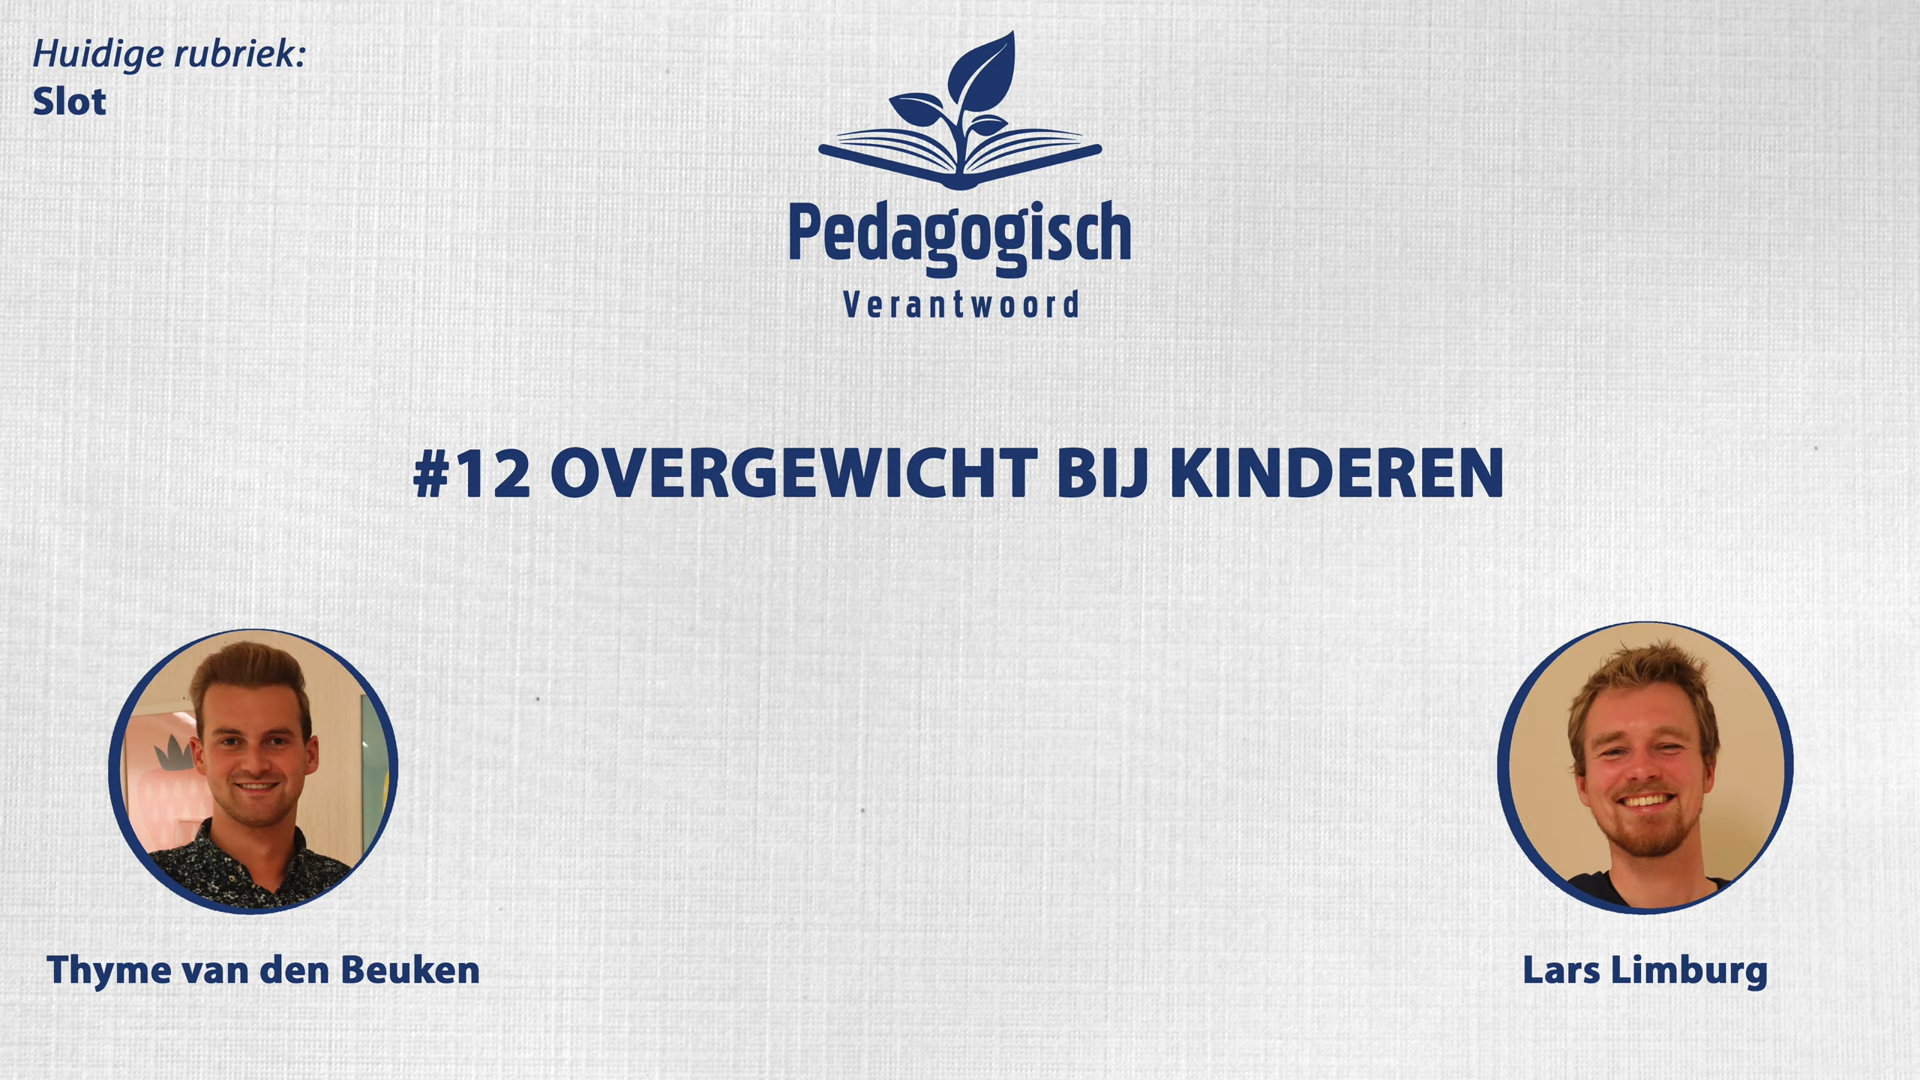 Huidige rubriek:
Slot
Pedagogisch
Verantwoord
#12 OVERGEWICHT BIJ KINDEREN
Thyme van den Beuken
Lars Limburg